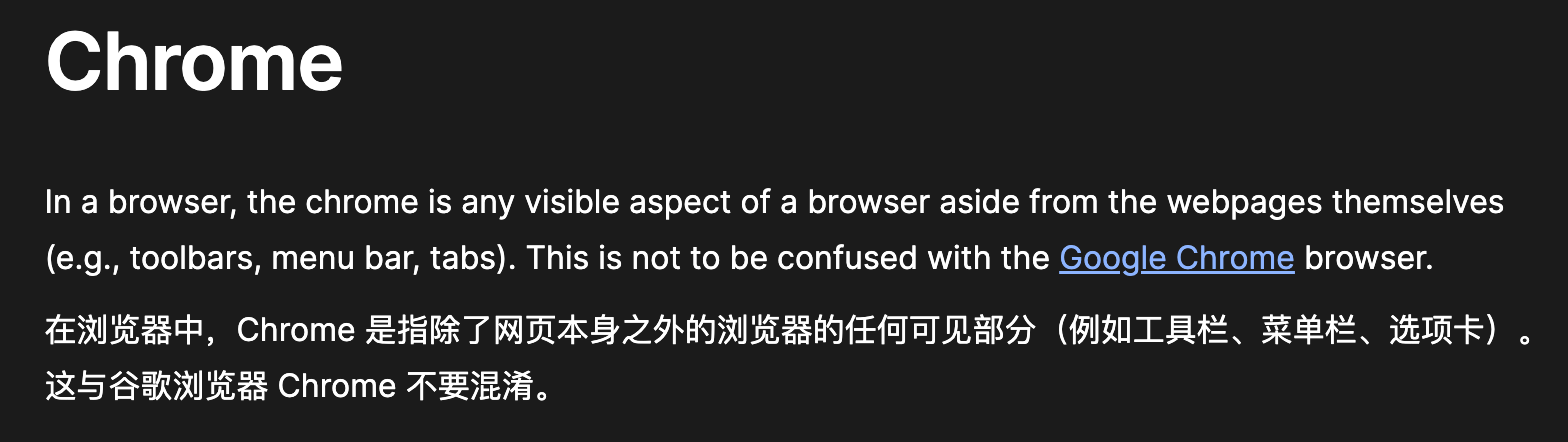 Chrome
In a browser, the chrome is any visible aspect of a browser aside from the webpages themselves
(e.g., toolbars, menu bar, tabs). This is not to be confused with the Google Chrome browser.
在浏览器中，Chrome 是指除了网页本身之外的浏览器的任何可见部分（例如工具栏、菜单栏、选项卡）。
这与谷歌浏览器 Chrome 不要混淆。